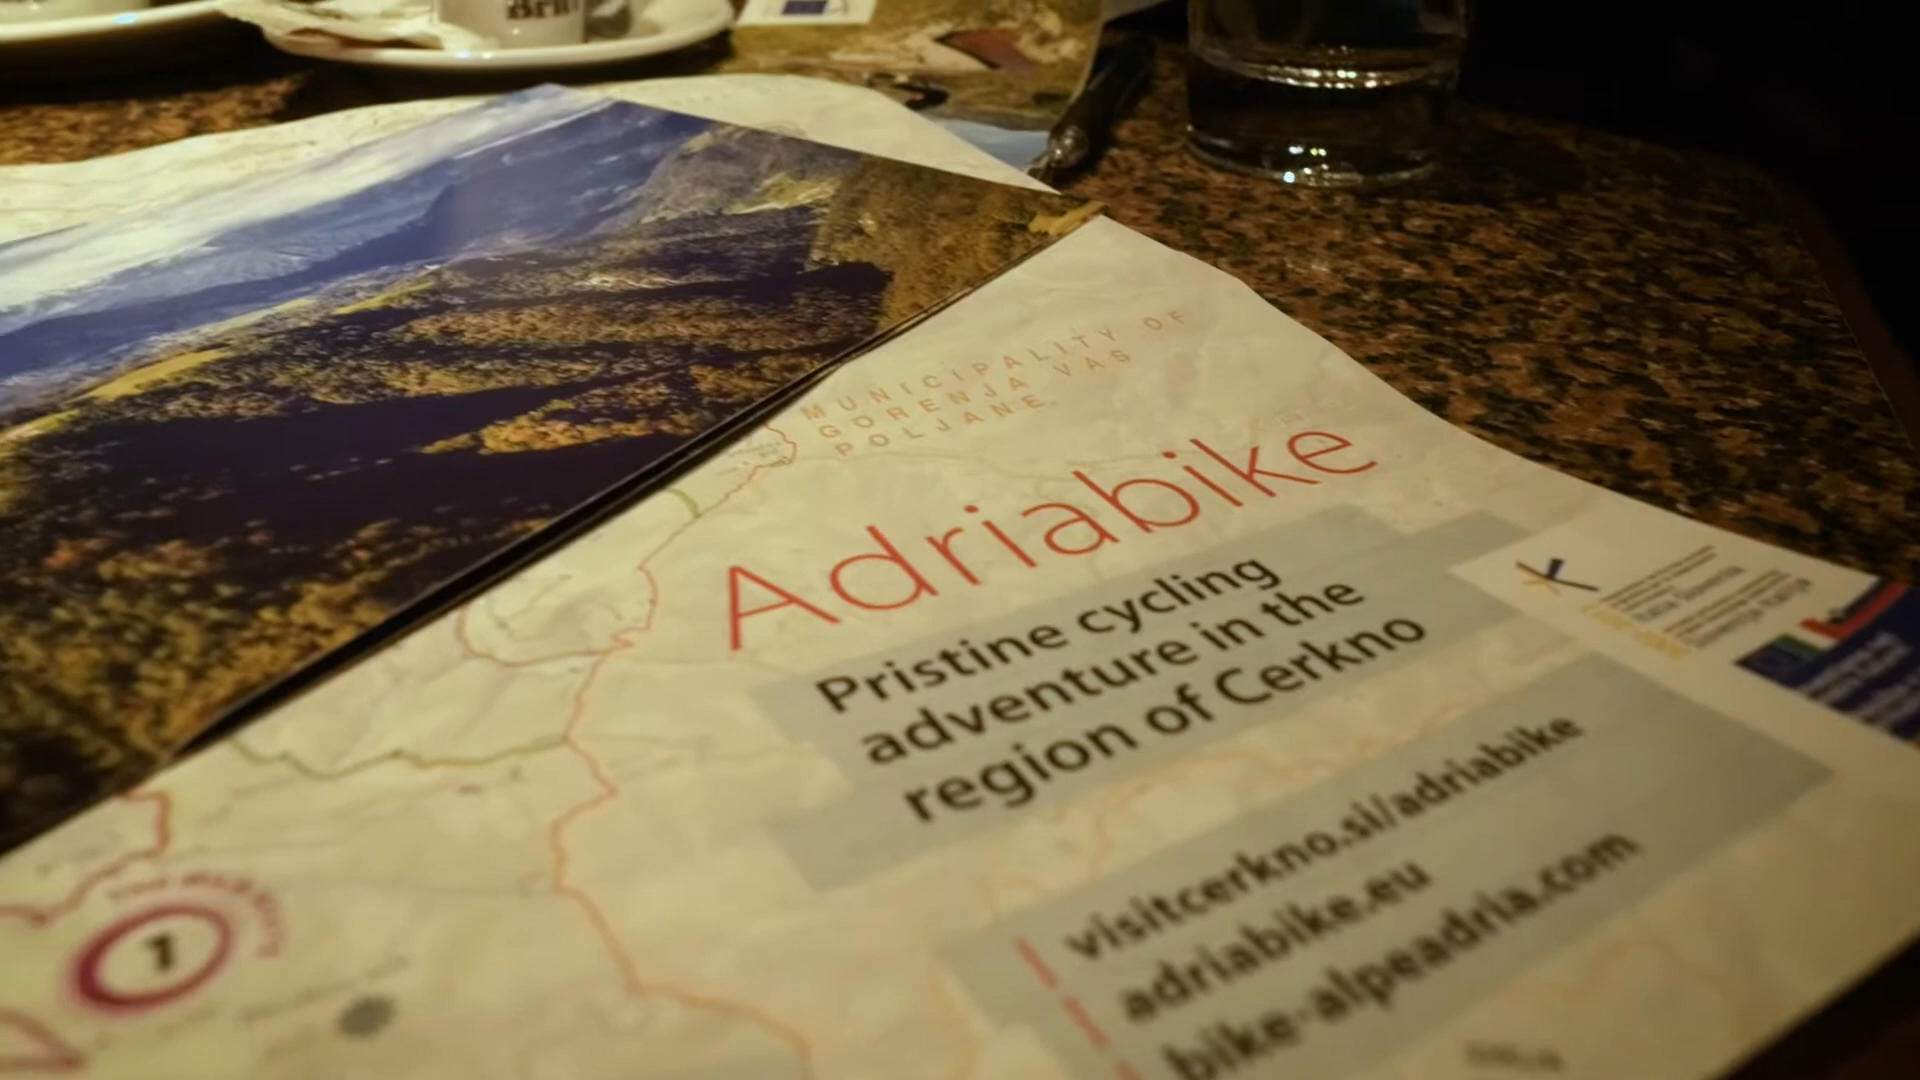 MUNICIPALITY OF
GORENJA VAS
POLJANE
Adriabike
Pristine cycling
adventure in the
region of Cerkno
visitcerkno.si/adriabike
adriabike.eu
bike-alpeadria.com
1